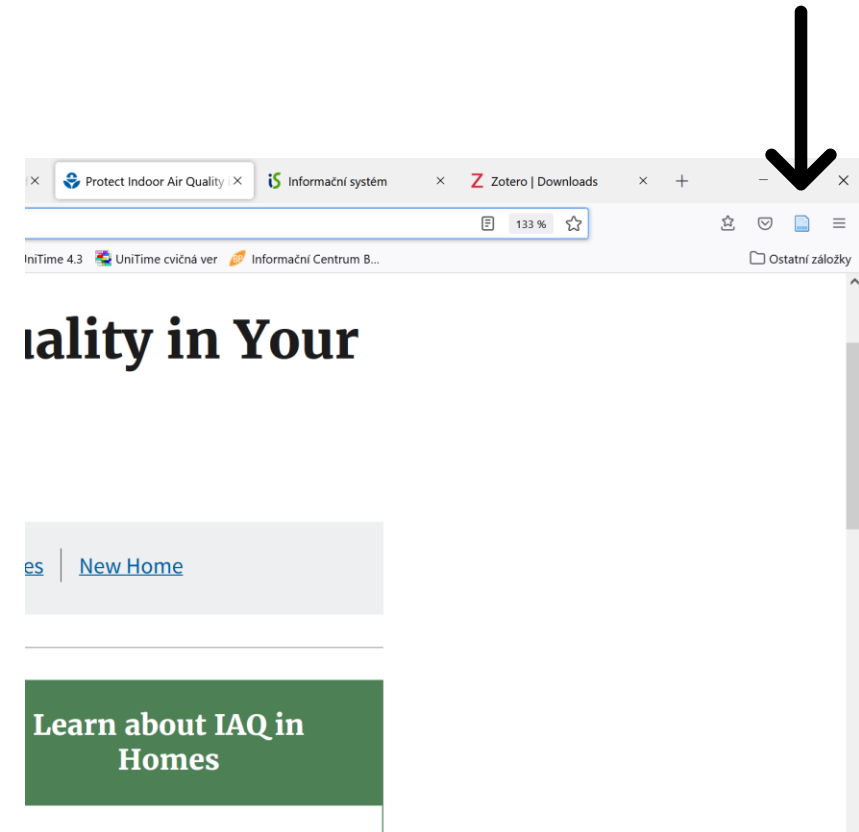 Protect Indoor Air Quality Informační systém Zotero | Downloads
133 %
UniTime 4.3 UniTime cvičná ver Informační Centrum B... Ostatní záložky
uality in Your
es New Home
Learn about IAQ in
Homes